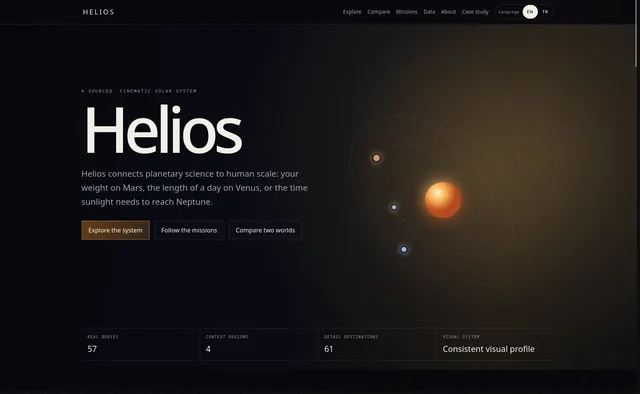 HELIOS
Explore Compare Missions Data About Case study Language EN TR
A SOURCED, CINEMATIC SOLAR SYSTEM
Helios
Helios connects planetary science to human scale: your
weight on Mars, the length of a day on Venus, or the time
sunlight needs to reach Neptune.
Explore the system Follow the missions Compare two worlds
REAL BODIES CONTEXT REGIONS DETAIL DESTINATIONS VISUAL SYSTEM
57 4 61 Consistent visual profile